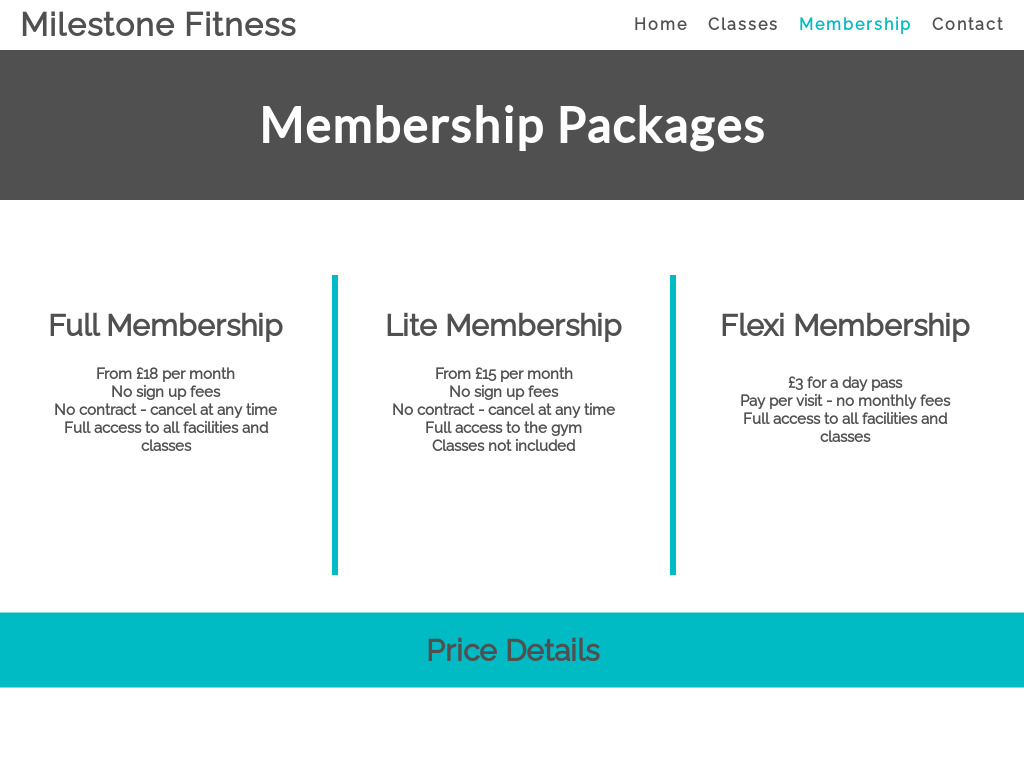 Milestone Fitness
Home Classes Membership Contact
Membership Packages
Full Membership
From £18 per month
No sign up fees
No contract - cancel at any time
Full access to all facilities and
classes
Lite Membership
From £15 per month
No sign up fees
No contract - cancel at any time
Full access to the gym
Classes not included
Flexi Membership
£3 for a day pass
Pay per visit - no monthly fees
Full access to all facilities and
classes
Price Details